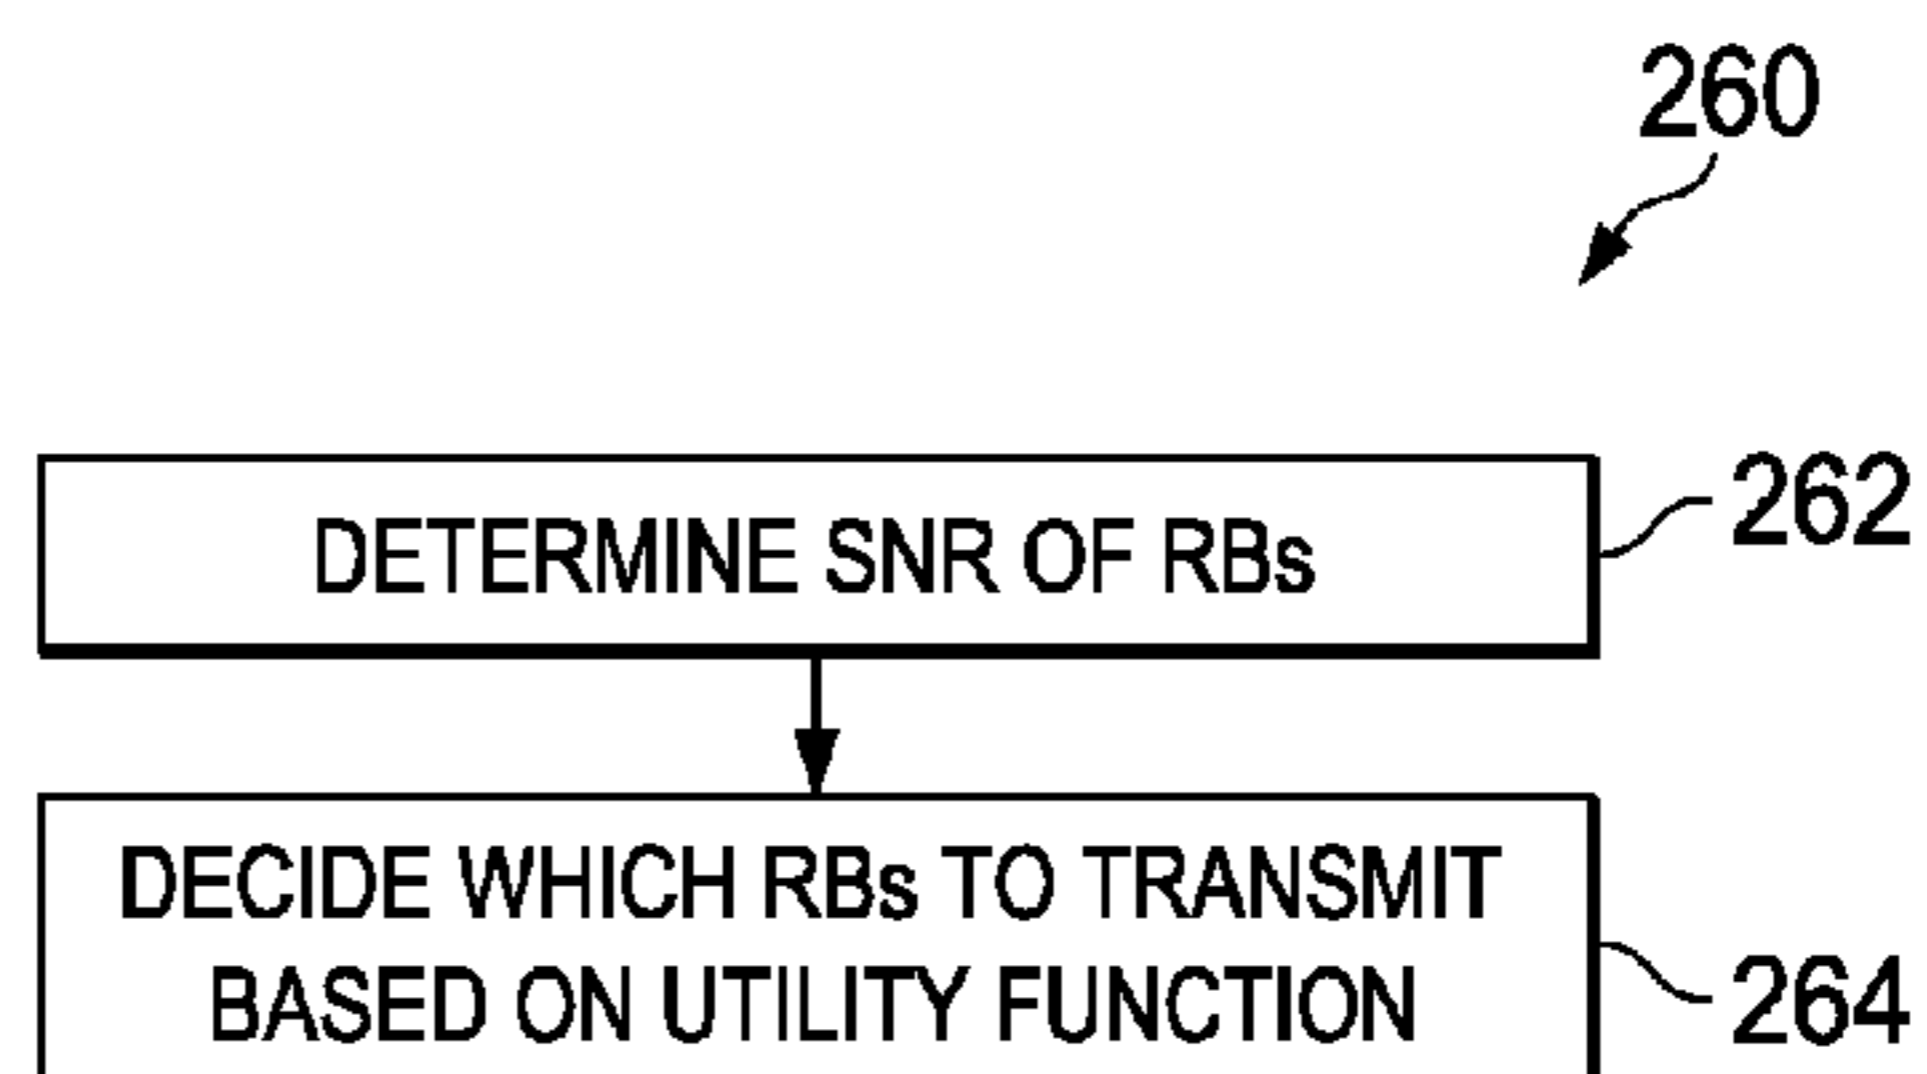 260
DETERMINE SNR OF RBs
262
DECIDE WHICH RBs TO TRANSMIT
BASED ON UTILITY FUNCTION
264